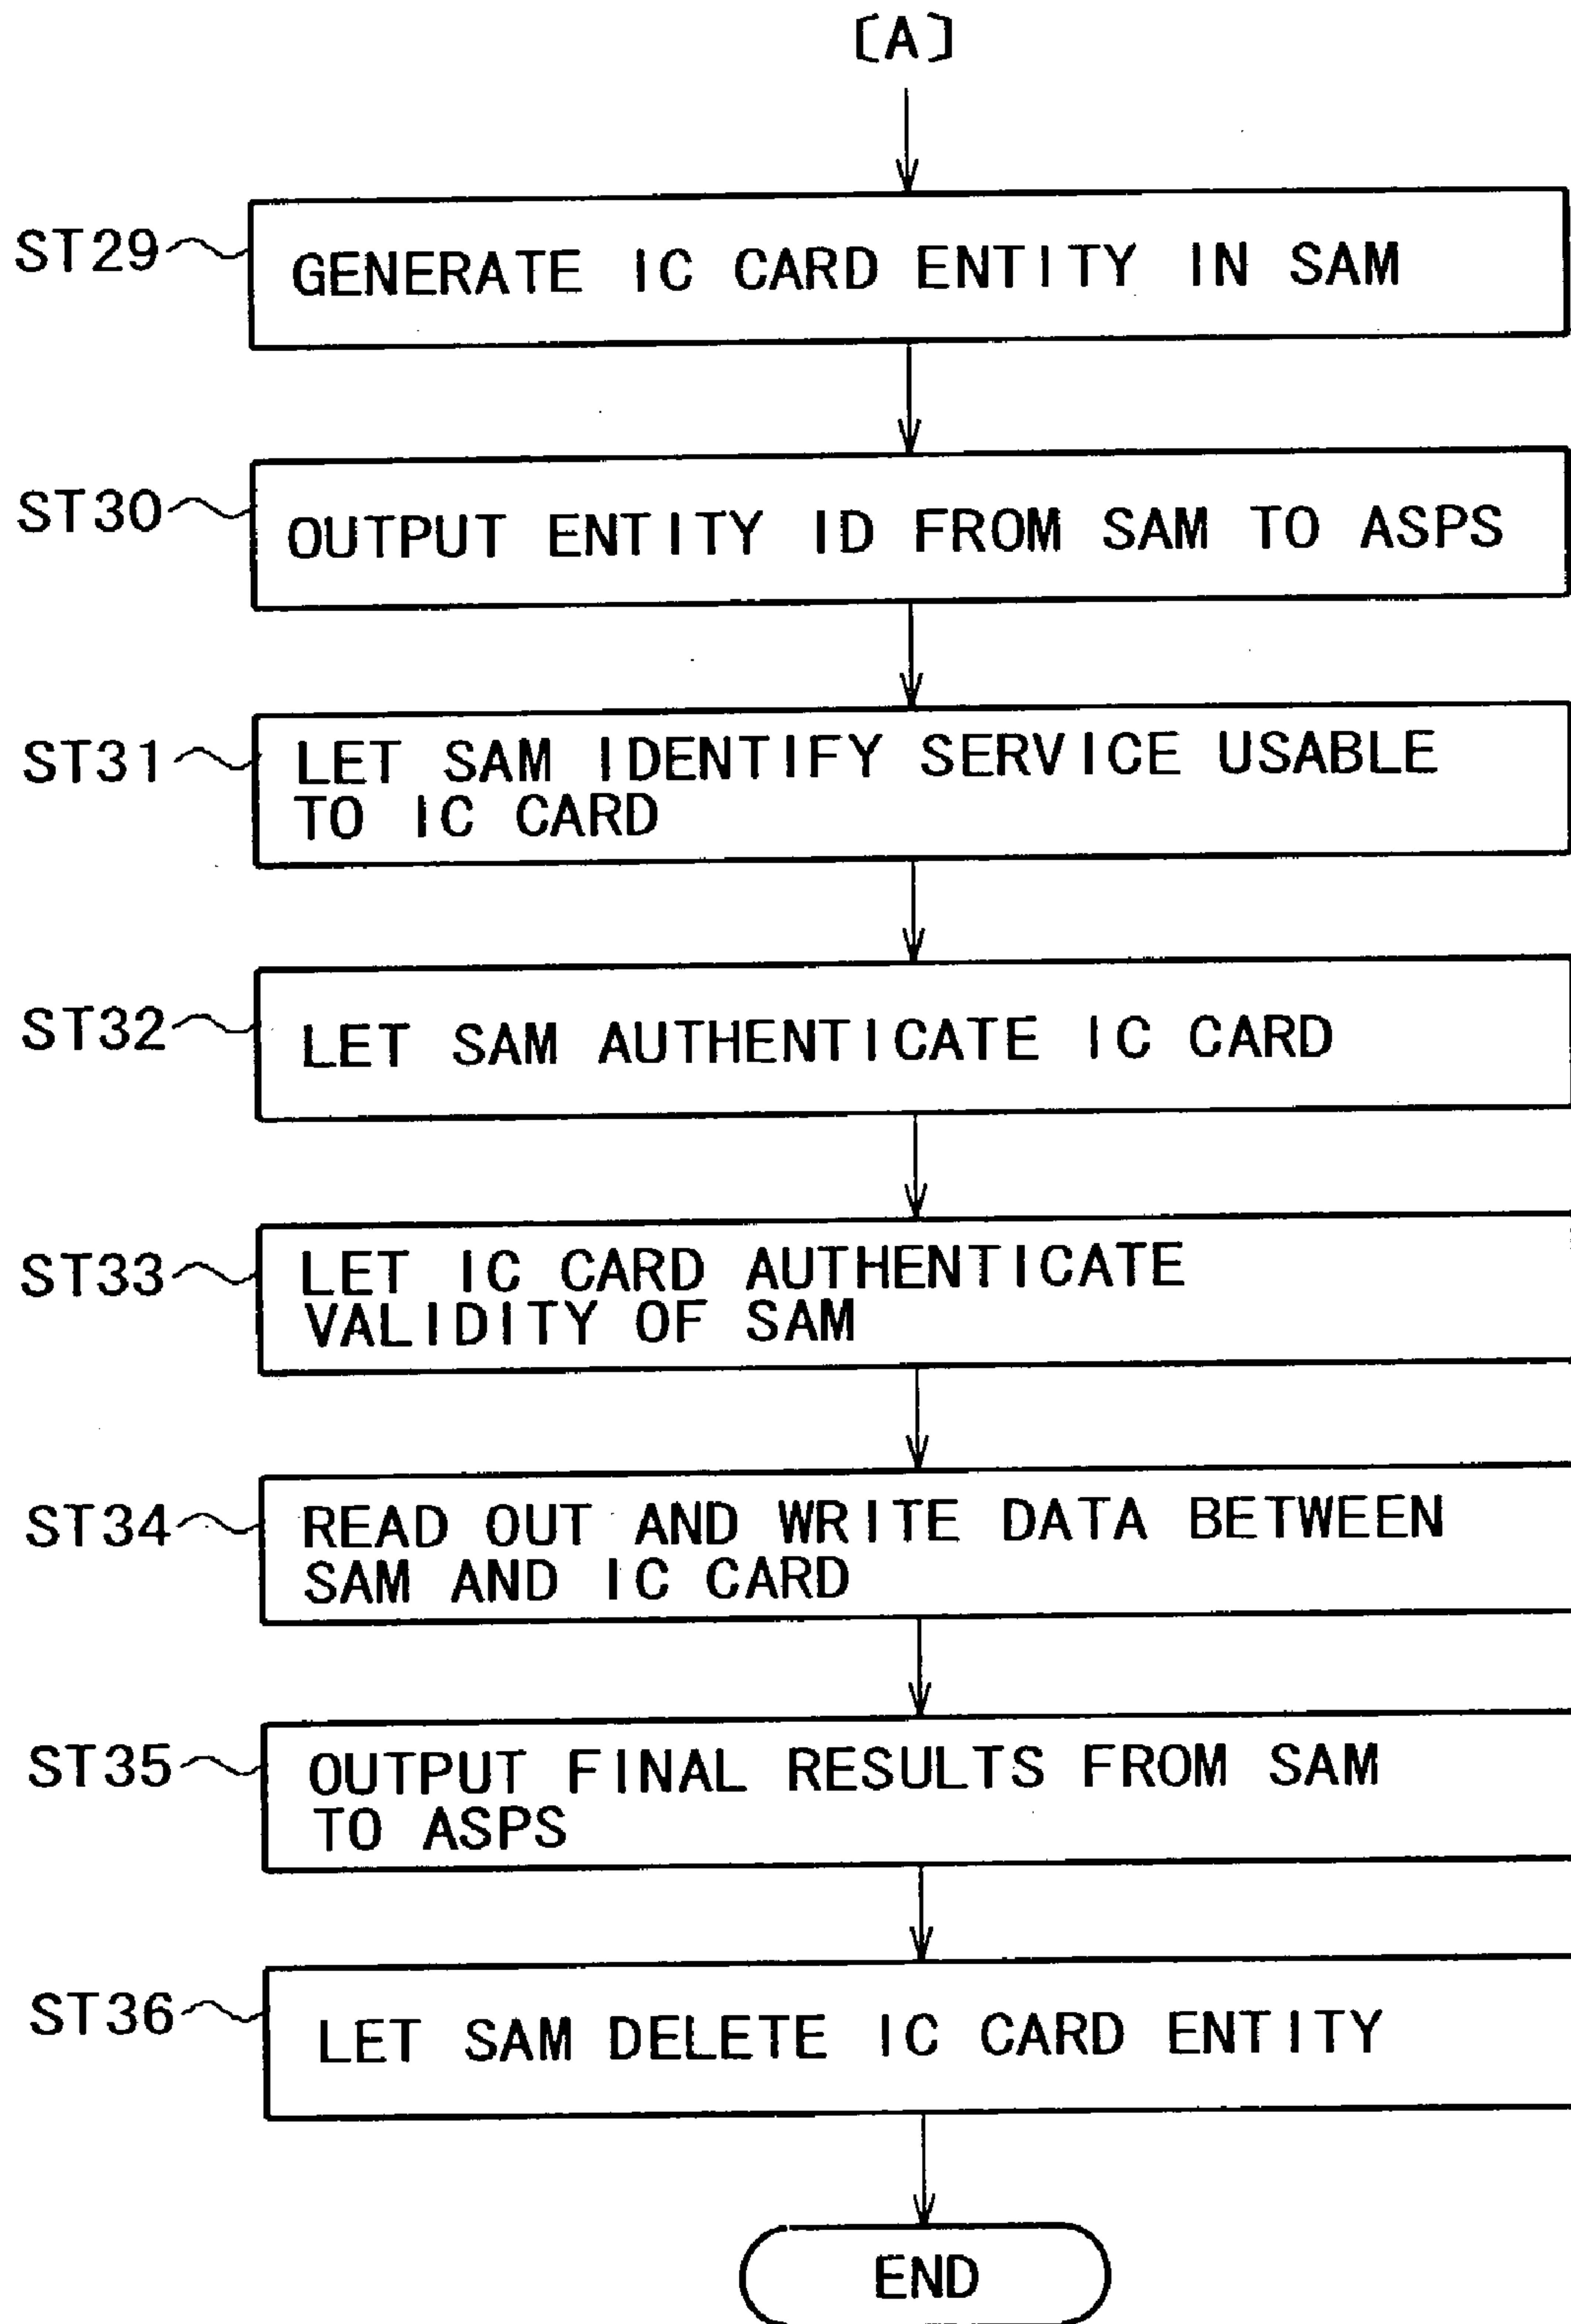 [A]
ST29
GENERATE IC CARD ENTITY IN SAM
ST30
OUTPUT ENTITY ID FROM SAM TO ASPS
ST31
LET SAM IDENTIFY SERVICE USABLE
TO IC CARD
ST32
LET SAM AUTHENTICATE IC CARD
ST33
LET IC CARD AUTHENTICATE
VALIDITY OF SAM
ST34
READ OUT AND WRITE DATA BETWEEN
SAM AND IC CARD
ST35
OUTPUT FINAL RESULTS FROM SAM
TO ASPS
ST36
LET SAM DELETE IC CARD ENTITY
END